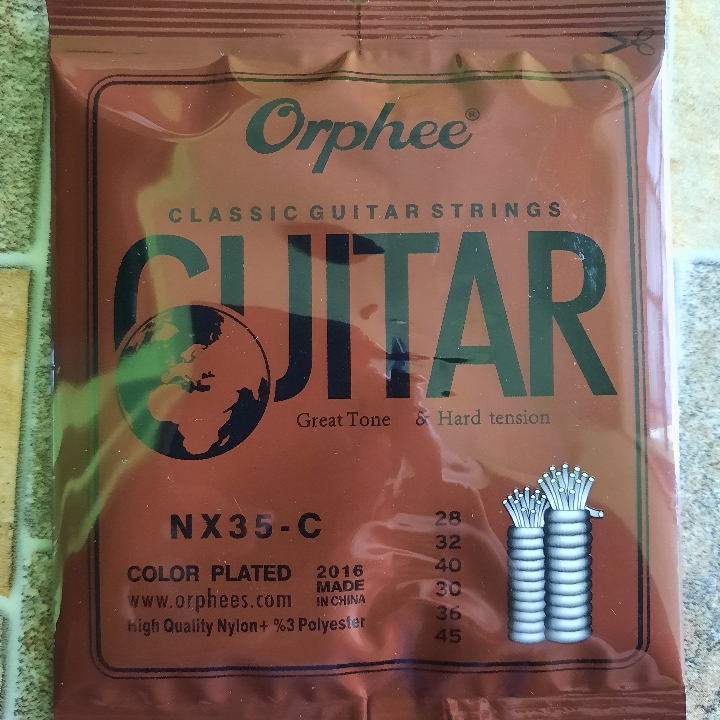 Orphee®
CLASSIC GUITAR STRINGS
GUITAR
Great Tone & Hard tension
NX35-C
COLOR PLATED
www.orphees.com
High Quality Nylon+ %3 Polyester
2016
MADE
IN CHINA
28
32
40
30
36
45